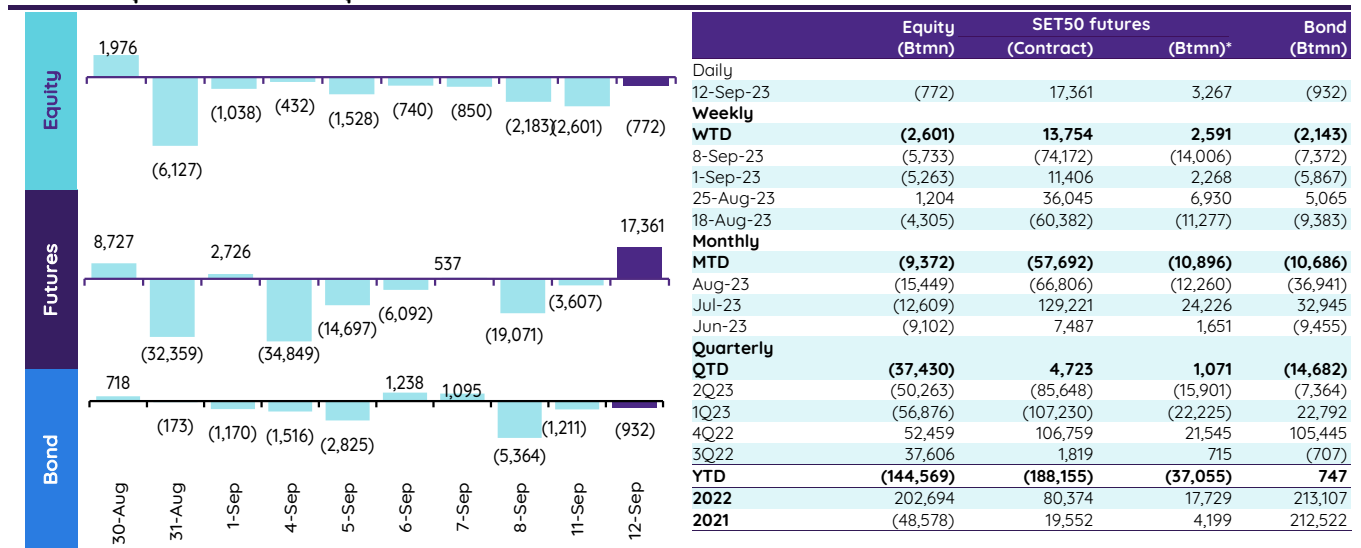 Equity
1,976
(6,127)
(1,038)
(432)
(1,528)
(740)
(850)
(2,183)
(2,601)
(772)
Futures
8,727
(32,359)
2,726
(34,849)
(14,697)
(6,092)
537
(19,071)
(3,607)
17,361
Bond
718
(173)
(1,170)
(1,516)
(2,825)
1,238
1,095
(5,364)
(1,211)
(932)
30-Aug
31-Aug
1-Sep
4-Sep
5-Sep
6-Sep
7-Sep
8-Sep
11-Sep
12-Sep
Equity SET50 futures Bond
(Btmn) (Contract) (Btmn)* (Btmn)
Daily
12-Sep-23 (772) 17,361 3,267 (932)
Weekly
WTD (2,601) 13,754 2,591 (2,143)
8-Sep-23 (5,733) (74,172) (14,006) (7,372)
1-Sep-23 (5,263) 11,406 2,268 (5,867)
25-Aug-23 1,204 36,045 6,930 5,065
18-Aug-23 (4,305) (60,382) (11,277) (9,383)
Monthly
MTD (9,372) (57,692) (10,896) (10,686)
Aug-23 (15,449) (66,806) (12,260) (36,941)
Jul-23 (12,609) 129,221 24,226 32,945
Jun-23 (9,102) 7,487 1,651 (9,455)
Quarterly
QTD (37,430) 4,723 1,071 (14,682)
2Q23 (50,263) (85,648) (15,901) (7,364)
1Q23 (56,876) (107,230) (22,225) 22,792
4Q22 52,459 106,759 21,545 105,445
3Q22 37,606 1,819 715 (707)
YTD (144,569) (188,155) (37,055) 747
2022 202,694 80,374 17,729 213,107
2021 (48,578) 19,552 4,199 212,522